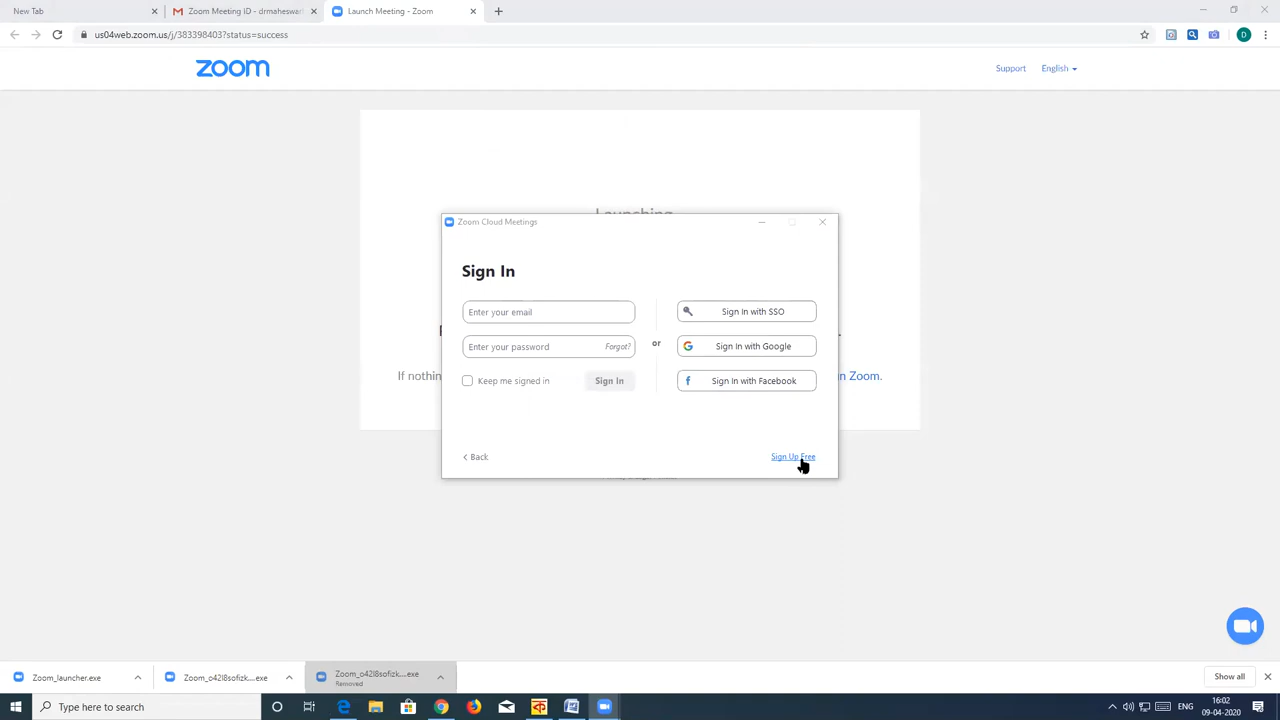 New Tab
Zoom Meeting ID - drmaheswar
Launch Meeting - Zoom
us04web.zoom.us/j/383398403?status=success
D
zoom
Support
English
Launching
Zoom Cloud Meetings
Sign In
Enter your email
Sign In with SSO
Enter your password
Forgot?
or
Sign In with Google
If nothin
n Zoom.
Keep me signed in
Sign In
Sign In with Facebook
Back
Sign Up Free
Zoom_launcher.exe
Zoom_o42l8sofizk....exe
Zoom_o42l8sofizk....exe
Removed
Show all
Type here to search
ENG
16:02
09-04-2020